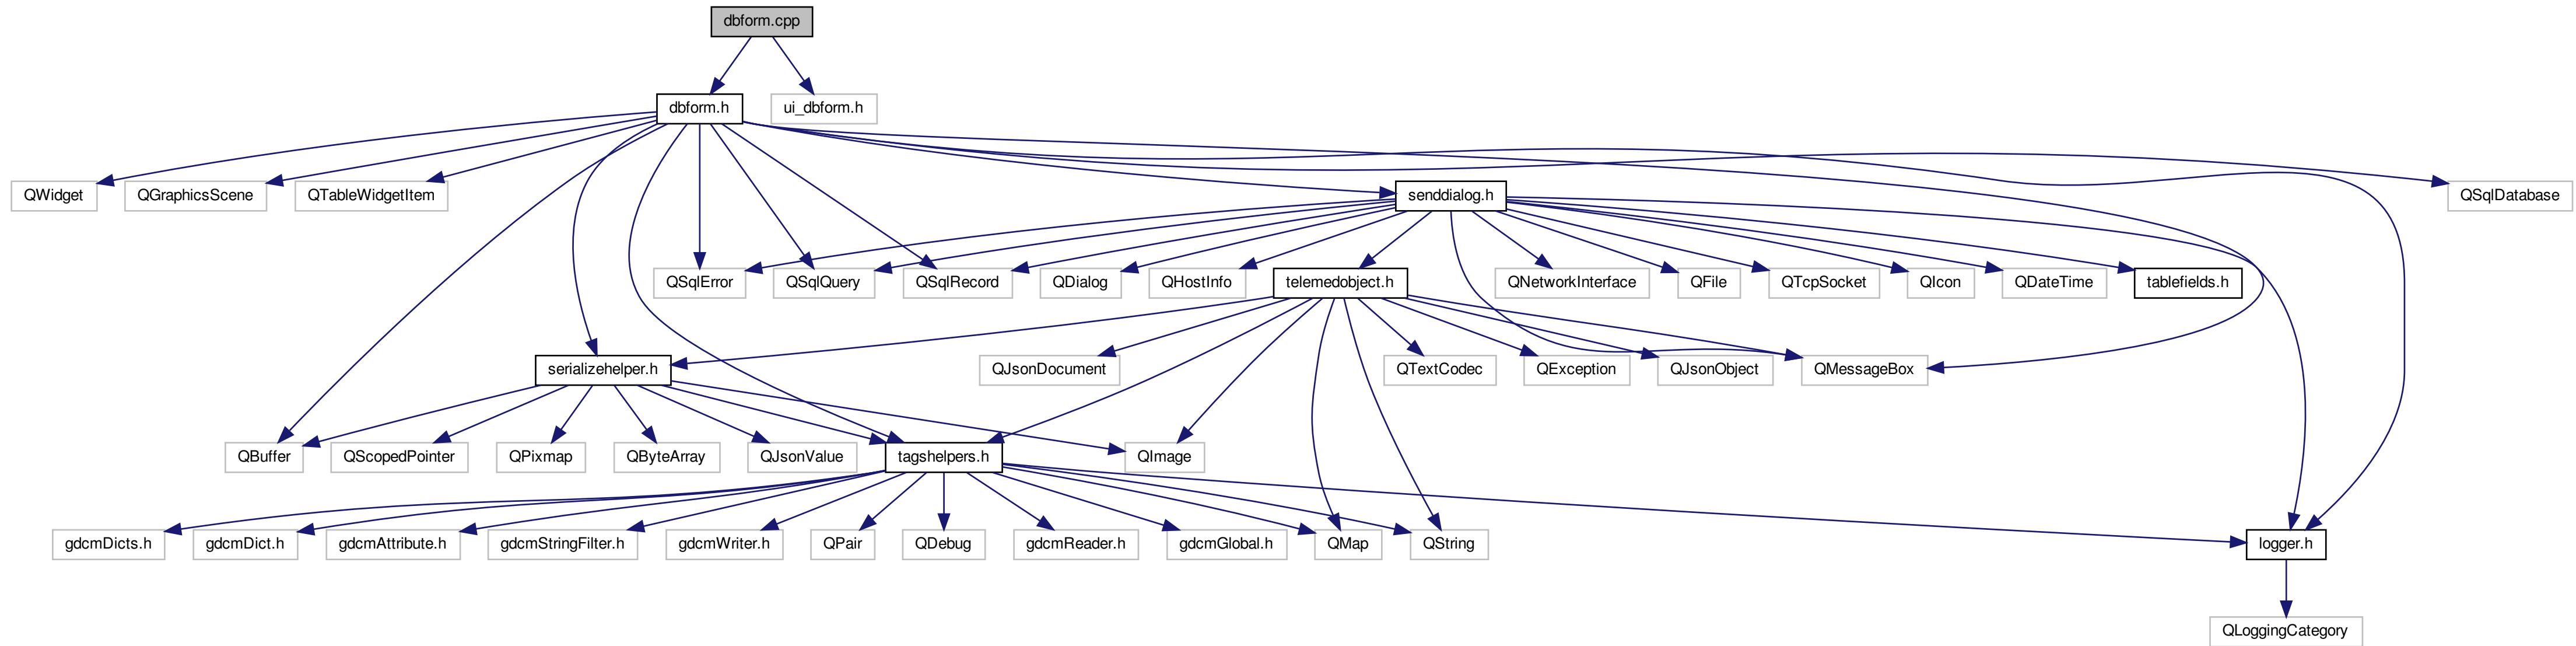 dbform.cpp
dbform.h
ui_dbform.h
QWidget
QGraphicsScene
QTableWidgetItem
senddialog.h
QSqlDatabase
QSqlError
QSqlQuery
QSqlRecord
QDialog
QHostInfo
telemedobject.h
QNetworkInterface
QFile
QTcpSocket
QIcon
QDateTime
tablefields.h
serializehelper.h
QJsonDocument
QTextCodec
QException
QJsonObject
QMessageBox
QBuffer
QScopedPointer
QPixmap
QByteArray
QJsonValue
tagshelpers.h
QImage
gdcmDicts.h
gdcmDict.h
gdcmAttribute.h
gdcmStringFilter.h
gdcmWriter.h
QPair
QDebug
gdcmReader.h
gdcmGlobal.h
QMap
QString
logger.h
QLoggingCategory